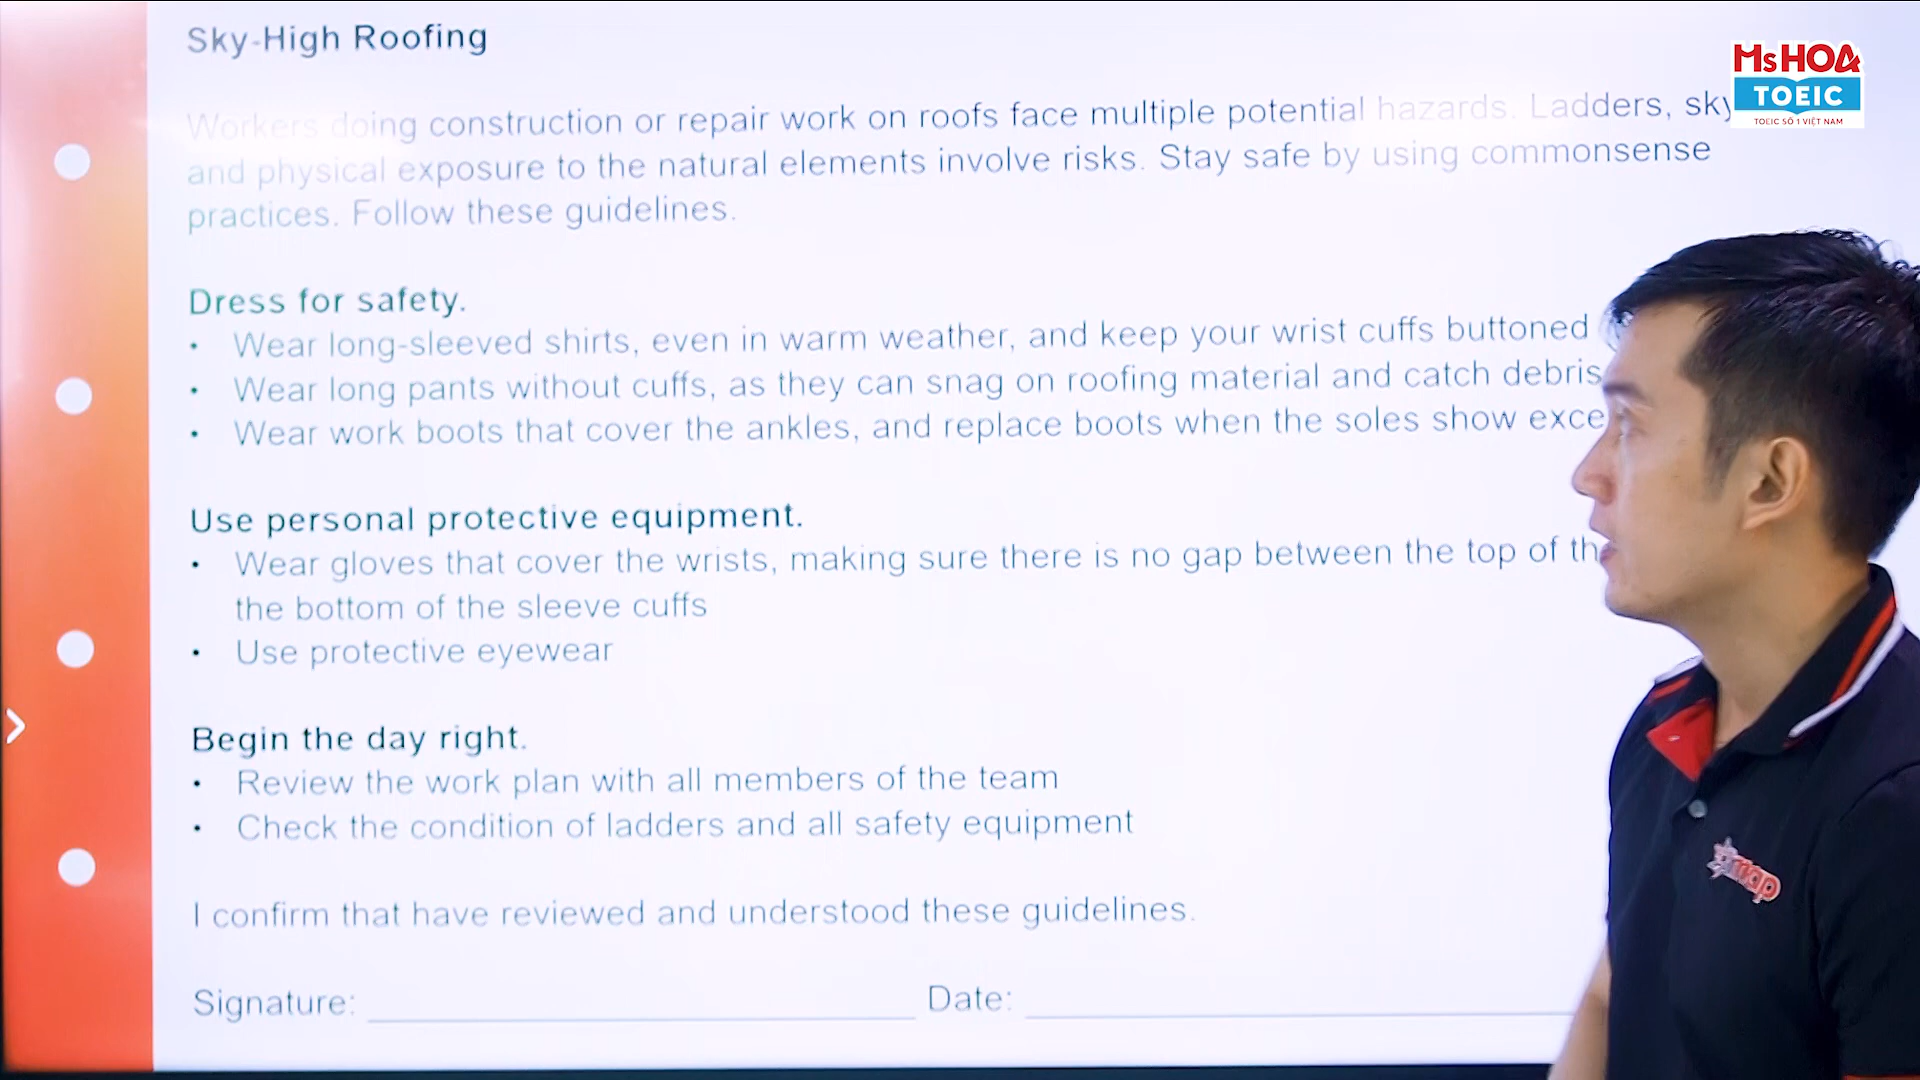 Sky-High Roofing
MsHOA
TOEIC
TOEIC SỐ 1 VIỆT NAM
Workers doing construction or repair work on roofs face multiple potential hazards. Ladders,
and physical exposure to the natural elements involve risks. Stay safe by using commonsense
practices. Follow these guidelines.
Dress for safety.
• Wear long-sleeved shirts, even in warm weather, and keep your wrist cuffs buttoned
• Wear long pants without cuffs, as they can snag on roofing material and catch debris
• Wear work boots that cover the ankles, and replace boots when the soles show
Use personal protective equipment.
• Wear gloves that cover the wrists, making sure there is no gap between the top of
the bottom of the sleeve cuffs
• Use protective eyewear
Begin the day right.
• Review the work plan with all members of the team
• Check the condition of ladders and all safety equipment
I confirm that have reviewed and understood these guidelines.
Signature: Date: